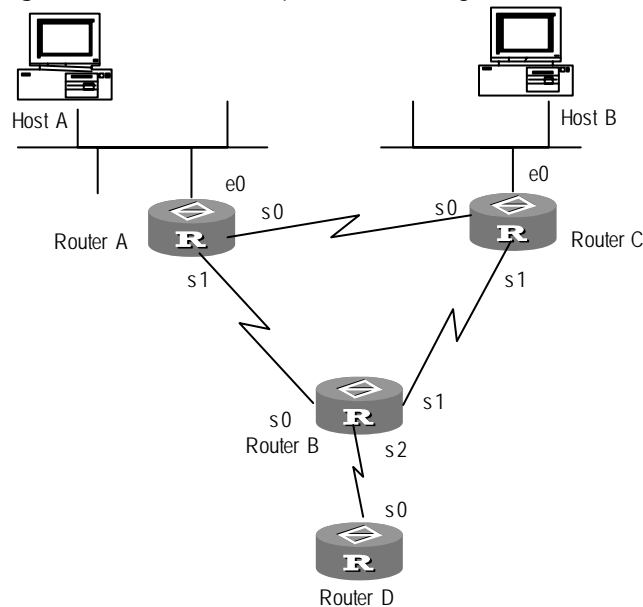 Host A
Host B
e0
e0
s0
s0
Router A
R
R
Router C
s1
s1
s0
R
s1
Router B
s2
s0
R
Router D